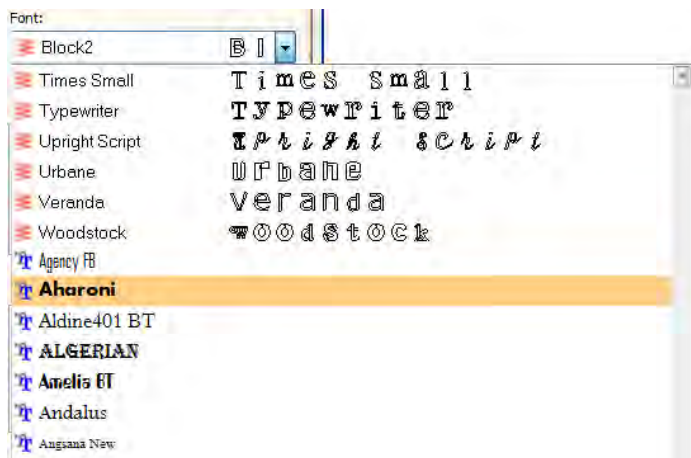 Font:
Block2 B l
Times Small Times small
Typewriter Typewriter
Upright Script Upright Script
Urbane Urbane
Veranda Veranda
Woodstock Woodstock
Agency FB
Aharoni
Aldine401 BT
ALGERIAN
Amelia BT
Andalus
Angsana New